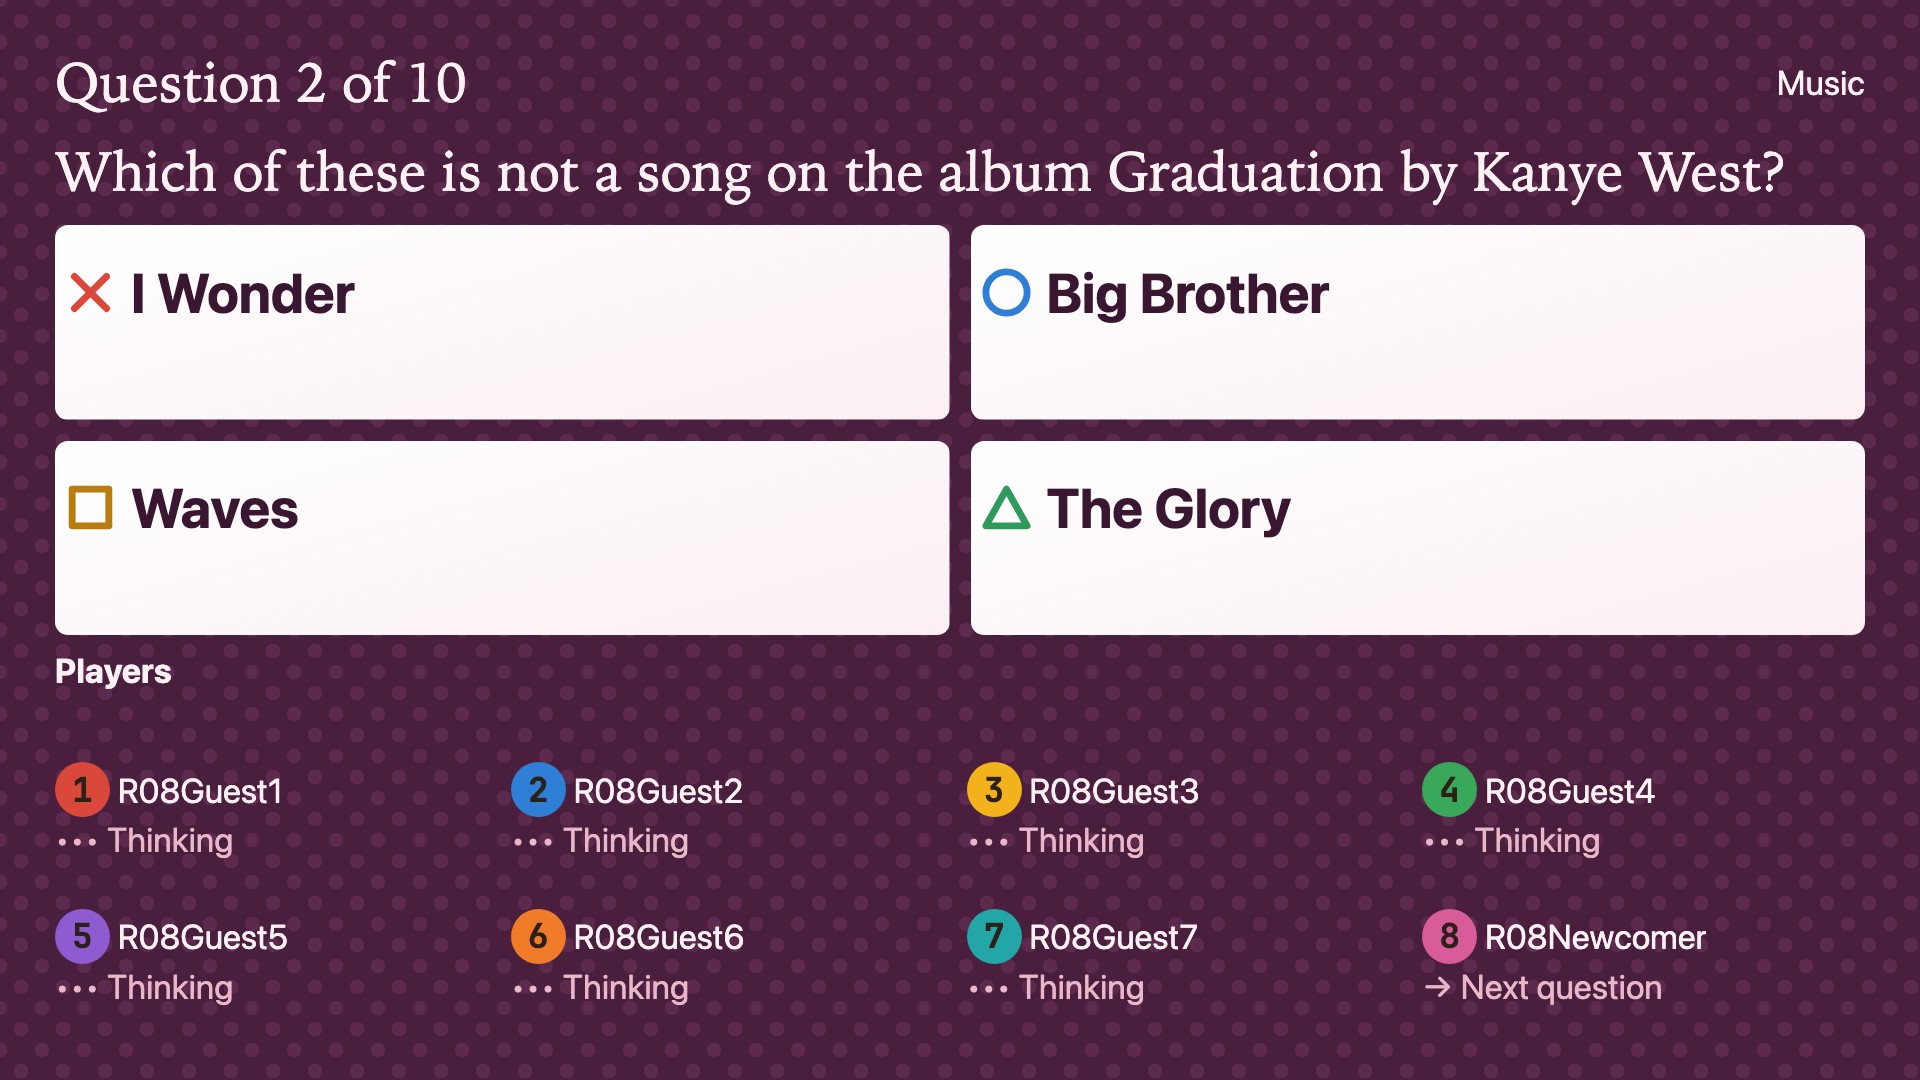 Question 2 of 10
Music
Which of these is not a song on the album Graduation by Kanye West?
I Wonder
Big Brother
Waves
The Glory
Players
1 R08Guest1
2 R08Guest2
3 R08Guest3
4 R08Guest4
••• Thinking
••• Thinking
••• Thinking
••• Thinking
5 R08Guest5
6 R08Guest6
7 R08Guest7
8 R08Newcomer
••• Thinking
••• Thinking
••• Thinking
→ Next question